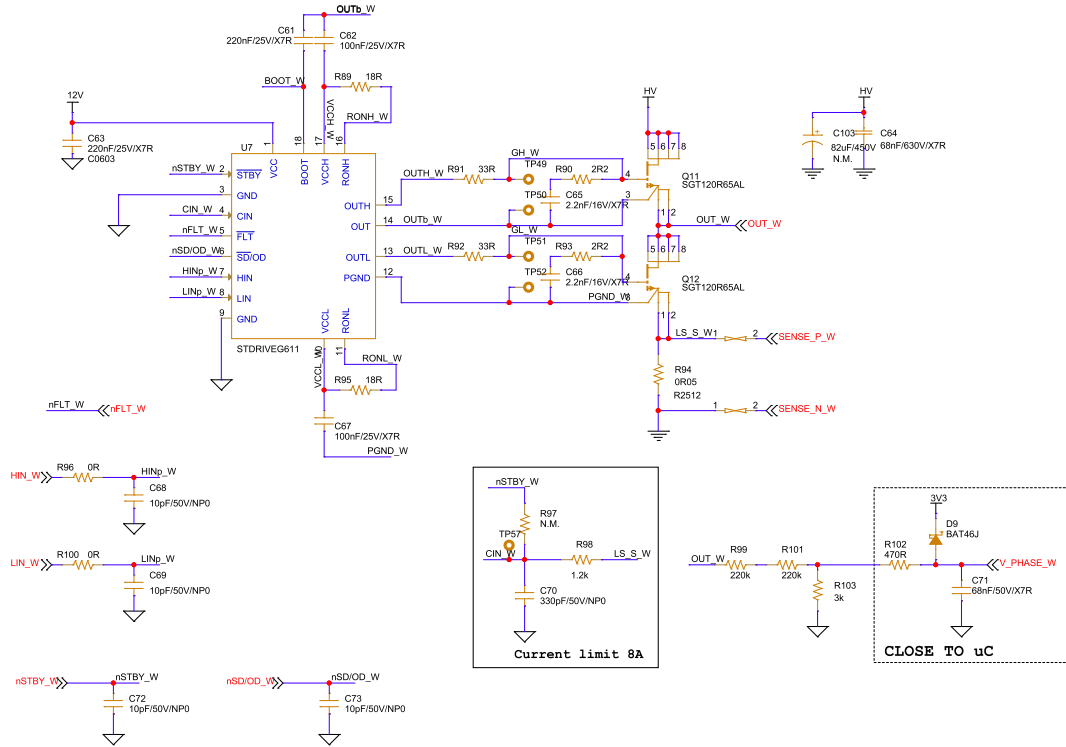 OUTb_W
C61
220nF/25V/X7R
C62
100nF/25V/X7R
BOOT_W
R89 18R
VCCH_W
RONH_W
12V
C63
220nF/25V/X7R
C0603
U7
1
18
17
16
VCC
BOOT
VCCH
RONH
nSTBY_W 2 STBY
3 GND
CIN_W 4 CIN
nFLT_W 5 FLT
nSD/OD_W 6 SD/OD
HINp_W 7 HIN
LINp_W 8 LIN
9 GND
OUTH 15
OUT 14
OUTL 13
PGND 12
VCCL
RONL
10
11
STDRIVEG611
OUTH_W
R91 33R
GH_W
TP49
R90 2R2
TP50
C65
2.2nF/16V/X7R
OUTb_W
GL_W
OUTL_W
R92 33R
TP51
R93 2R2
TP52
C66
2.2nF/16V/X7R
PGND_W
HV
5 6 7 8
4
3
Q11
SGT120R65AL
1 2
OUT_W
OUT_W
5 6 7 8
4
3
Q12
SGT120R65AL
1 2
LS_S_W 1 2 SENSE_P_W
R94
0R05
R2512
1 2 SENSE_N_W
HV
C103
82uF/450V
N.M.
C64
68nF/630V/X7R
VCCL_W
RONL_W
R95 18R
C67
100nF/25V/X7R
PGND_W
nFLT_W
nFLT_W
HIN_W
R96 0R
HINp_W
C68
10pF/50V/NP0
LIN_W
R100 0R
LINp_W
C69
10pF/50V/NP0
nSTBY_W
nSTBY_W
C72
10pF/50V/NP0
nSD/OD_W
nSD/OD_W
C73
10pF/50V/NP0
nSTBY_W
R97
N.M.
TP57
CIN_W
R98
1.2k
LS_S_W
C70
330pF/50V/NP0
Current limit 8A
OUT_W
R99
220k
R101
220k
R103
3k
R102
470R
3V3
D9
BAT46J
V_PHASE_W
C71
68nF/50V/X7R
CLOSE TO uC